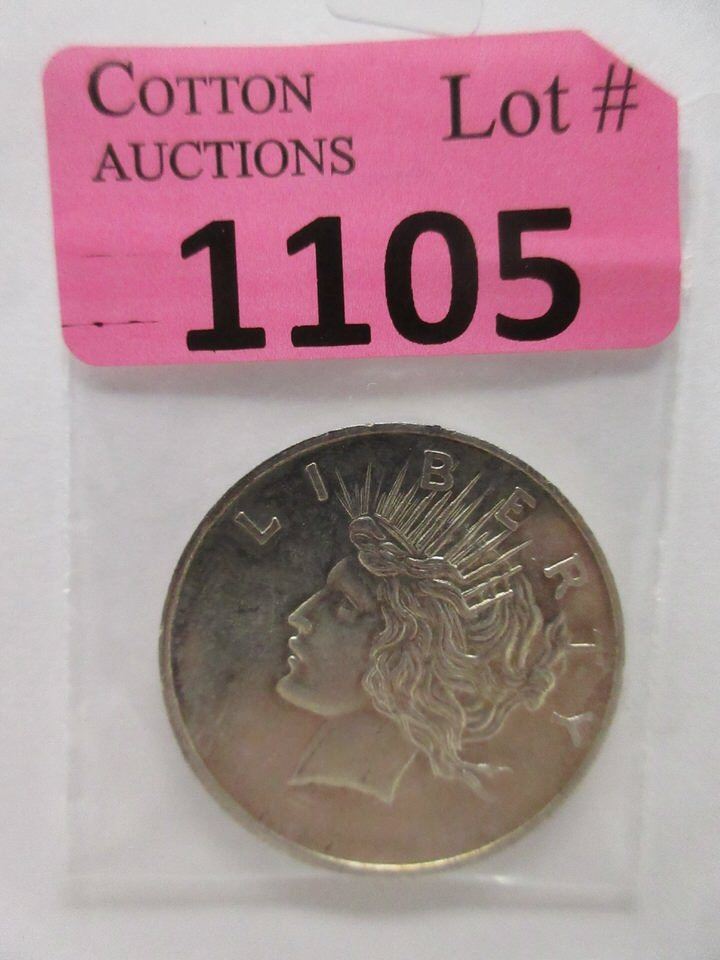 COTTON Lot #
AUCTIONS
1105
LIBERTY